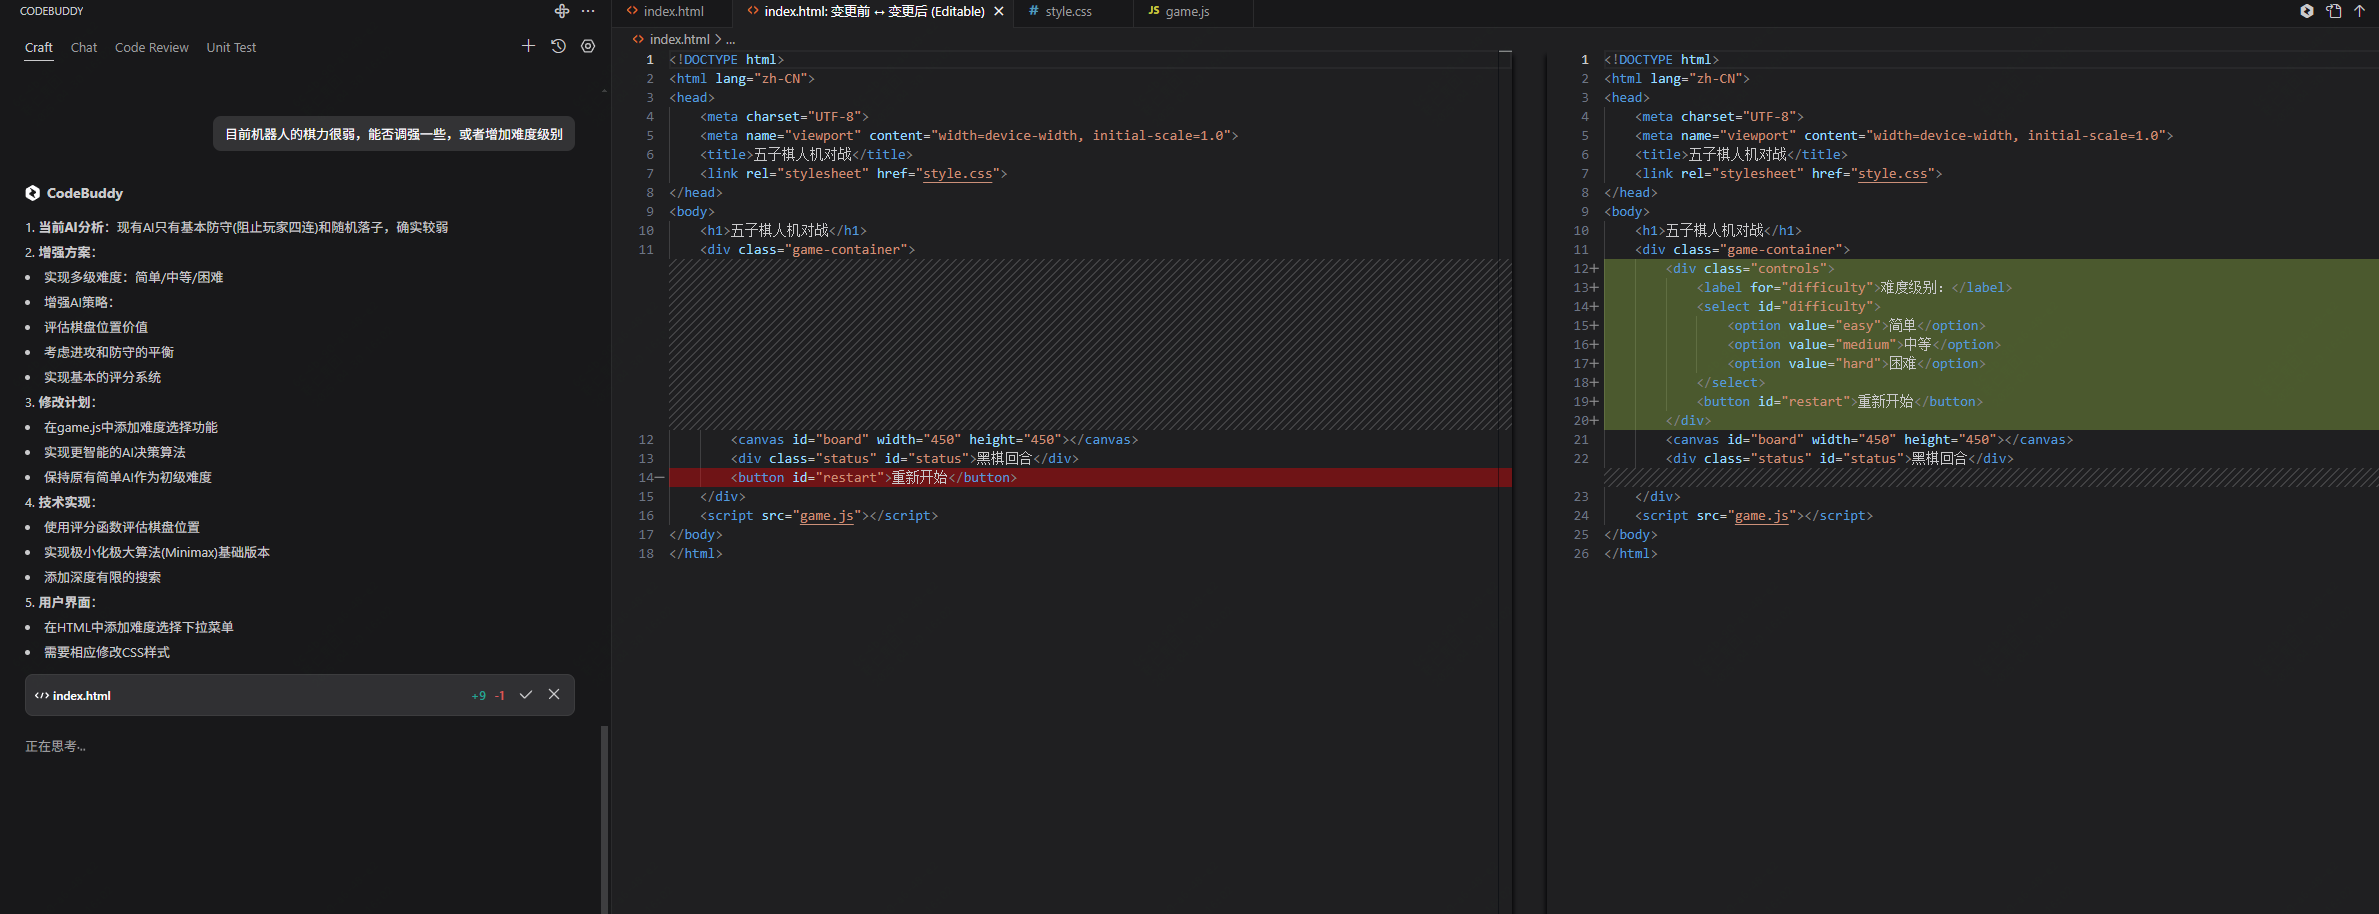 CODEBUDDY
Craft Chat Code Review Unit Test
目前机器人的棋力很弱，能否调强一些，或者增加难度级别
CodeBuddy
1. 当前AI分析：现有AI只有基本防守(阻止玩家四连)和随机落子，确实较弱
2. 增强方案：
• 实现多级难度：简单/中等/困难
• 增强AI策略：
• 评估棋盘位置价值
• 考虑进攻和防守的平衡
• 实现基本的评分系统
3. 修改计划：
• 在game.js中添加难度选择功能
• 实现更智能的AI决策算法
• 保持原有简单AI作为初级难度
4. 技术实现：
• 使用评分函数评估棋盘位置
• 实现极小化极大算法(Minimax)基础版本
• 添加深度有限的搜索
5. 用户界面：
• 在HTML中添加难度选择下拉菜单
• 需要相应修改CSS样式
index.html +9 -1
正在思考...
index.html
index.html: 变更前 ↔ 变更后 (Editable)
# style.css
JS game.js
index.html > ...
1 <!DOCTYPE html>
2 <html lang="zh-CN">
3 <head>
4 <meta charset="UTF-8">
5 <meta name="viewport" content="width=device-width, initial-scale=1.0">
6 <title>五子棋人机对战</title>
7 <link rel="stylesheet" href="style.css">
8 </head>
9 <body>
10 <h1>五子棋人机对战</h1>
11 <div class="game-container">
12 <canvas id="board" width="450" height="450"></canvas>
13 <div class="status" id="status">黑棋回合</div>
14— <button id="restart">重新开始</button>
15 </div>
16 <script src="game.js"></script>
17 </body>
18 </html>
1 <!DOCTYPE html>
2 <html lang="zh-CN">
3 <head>
4 <meta charset="UTF-8">
5 <meta name="viewport" content="width=device-width, initial-scale=1.0">
6 <title>五子棋人机对战</title>
7 <link rel="stylesheet" href="style.css">
8 </head>
9 <body>
10 <h1>五子棋人机对战</h1>
11 <div class="game-container">
12+ <div class="controls">
13+ <label for="difficulty">难度级别：</label>
14+ <select id="difficulty">
15+ <option value="easy">简单</option>
16+ <option value="medium">中等</option>
17+ <option value="hard">困难</option>
18+ </select>
19+ <button id="restart">重新开始</button>
20+ </div>
21 <canvas id="board" width="450" height="450"></canvas>
22 <div class="status" id="status">黑棋回合</div>
23 </div>
24 <script src="game.js"></script>
25 </body>
26 </html>